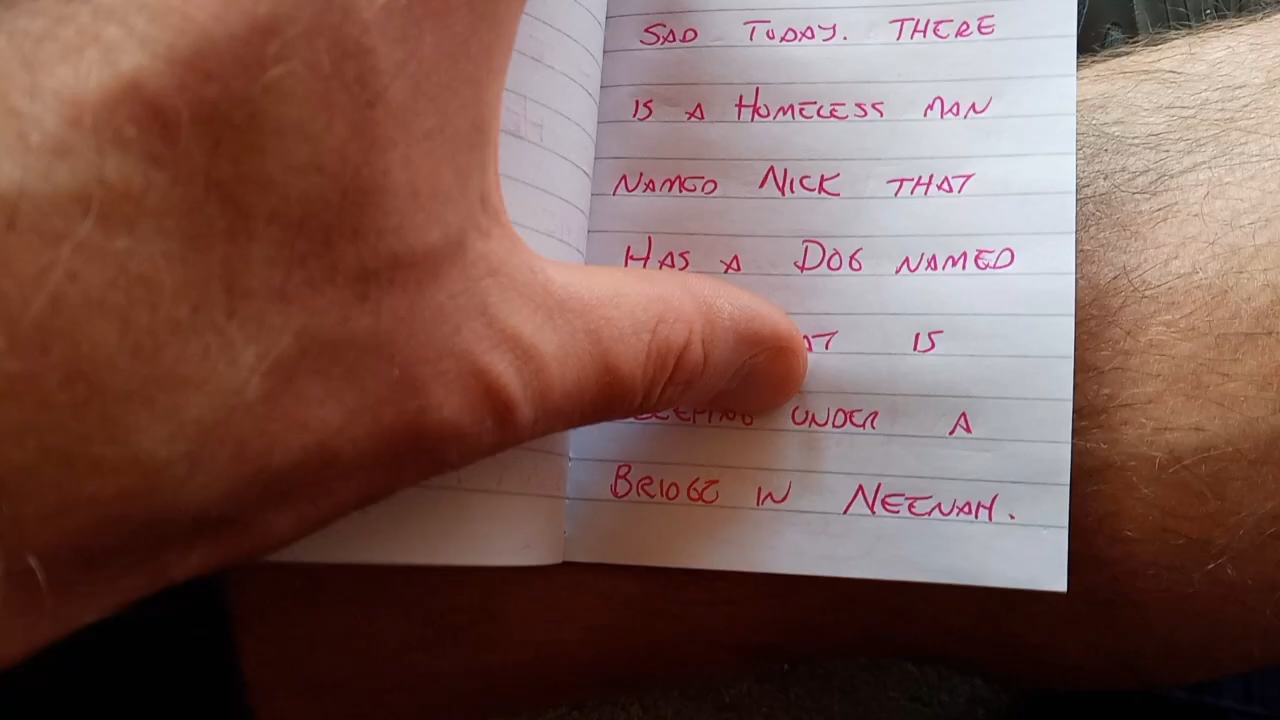 SAD TODAY. THERE
IS A HOMELESS MAN
NAMED NICK THAT
HAS A DOG NAMED
IS
UNDER A
BRIDGE IN NEENAH.